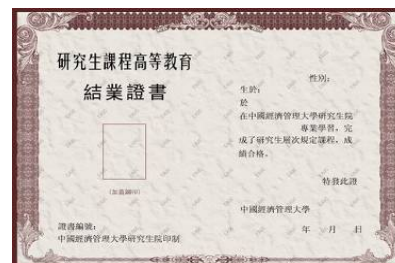 研究生課程高等教育
結業證書
(加蓋鋼印)
證書編號：
中國經濟管理大學研究生院印制
性別：
生於：
於
在中國經濟管理大學研究生院
專業學習，完
成了研究生層次規定課程，成
績合格。
特發此證
中國經濟管理大學
年 月 日